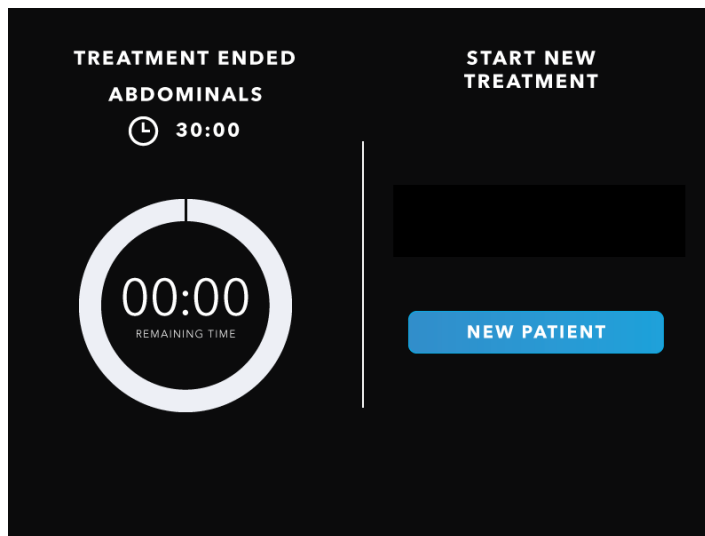 TREATMENT ENDED
ABDOMINALS
30:00
00:00
REMAINING TIME
START NEW
TREATMENT
NEW PATIENT